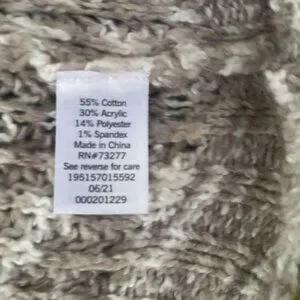 55% Cotton
30% Acrylic
14% Polyester
1% Spandex
Made in China
RN#73277
See reverse for care
195157015592
06/21
000201229